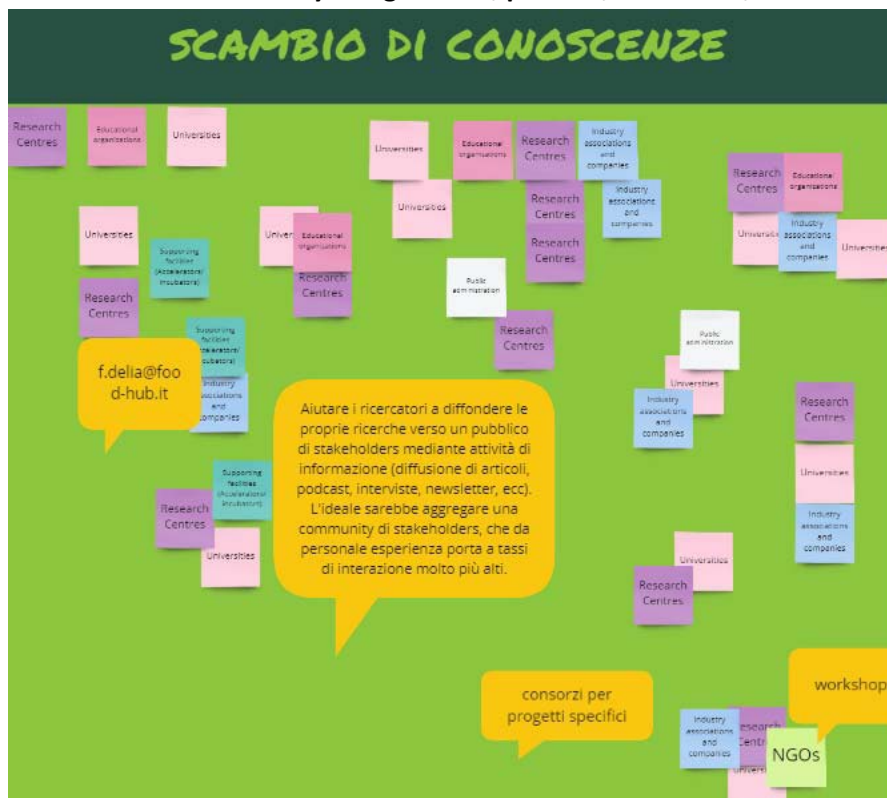 SCAMBIO DI CONOSCENZE
Research
Centres
Educational
organisations
Universities
Universities
Educational
organisations
Research
Centres
Industry
associations
and
companies
Research
Centres
Educational
organisations
Universities
Research
Centres
Industry
associations
and
companies
Universities
Industry
associations
and
companies
Universities
Universities
Educational
organisations
Research
Centres
Research
Centres
Supporting
facilities
(Accelerators/
Incubators)
Research
Centres
Public
administration
Research
Centres
Public
administration
Universities
Industry
associations
and
companies
Supporting
f.delia@foo
d-hub.it
Industry
and
companies
Aiutare i ricercatori a diffondere le
proprie ricerche verso un pubblico
di stakeholders mediante attività di
informazione (diffusione di articoli,
podcast, interviste, newsletter, ecc).
L'ideale sarebbe aggregare una
community di stakeholders, che da
personale esperienza porta a tassi
di interazione molto più alti.
Research
Centres
Universities
Industry
associations
and
companies
Supporting
facilities
(Accelerators/
Incubators)
Research
Centres
Universities
Universities
Research
Centres
consorzi per
progetti specifici
workshop
Industry
associations
and
companies
NGOs